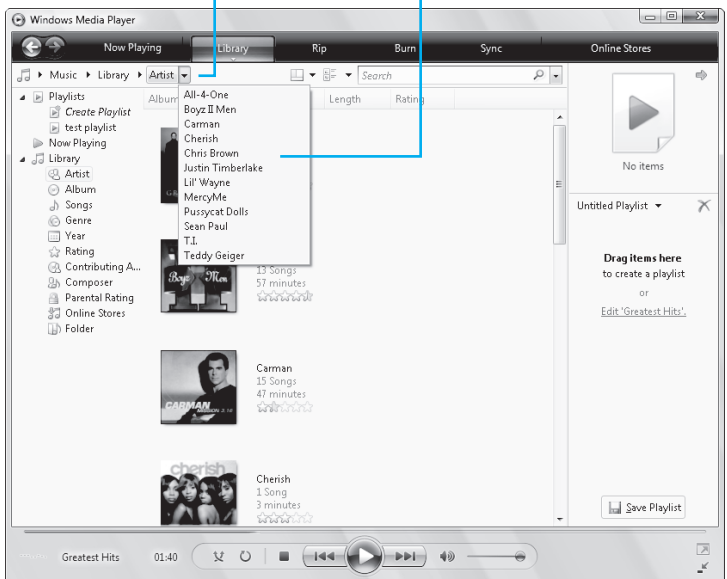 Windows Media Player
Now Playing Library Rip Burn Sync Online Stores
Music Library Artist Search
Album Length Rating
Playlists
Create Playlist
test playlist
Now Playing
Library
Artist
Album
Songs
Genre
Year
Rating
Contributing A...
Composer
Parental Rating
Online Stores
Folder
All-4-One
Boyz II Men
Carman
Cherish
Chris Brown
Justin Timberlake
Lil' Wayne
MercyMe
Pussycat Dolls
Sean Paul
T.I.
Teddy Geiger
Boyz Men
13 Songs
57 minutes
CARMAN
Carman
15 Songs
47 minutes
cherish
Cherish
1 Song
3 minutes
No items
Untitled Playlist
Drag items here
to create a playlist
or
Edit 'Greatest Hits'.
Save Playlist
Greatest Hits 01:40